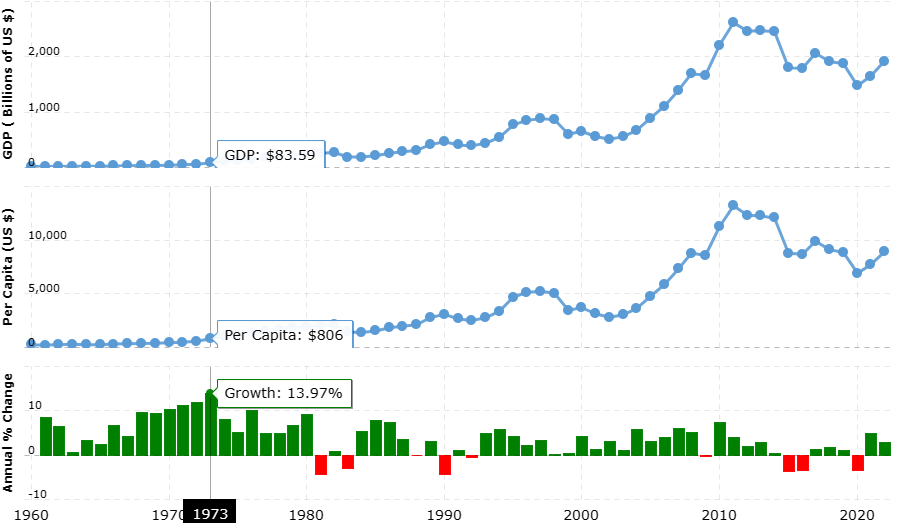 GDP ( Billions of US $)
2,000
1,000
0
GDP: $83.59
Per Capita (US $)
10,000
5,000
0
Per Capita: $806
Annual % Change
10
0
-10
Growth: 13.97%
1960 1970 1973 1980 1990 2000 2010 2020